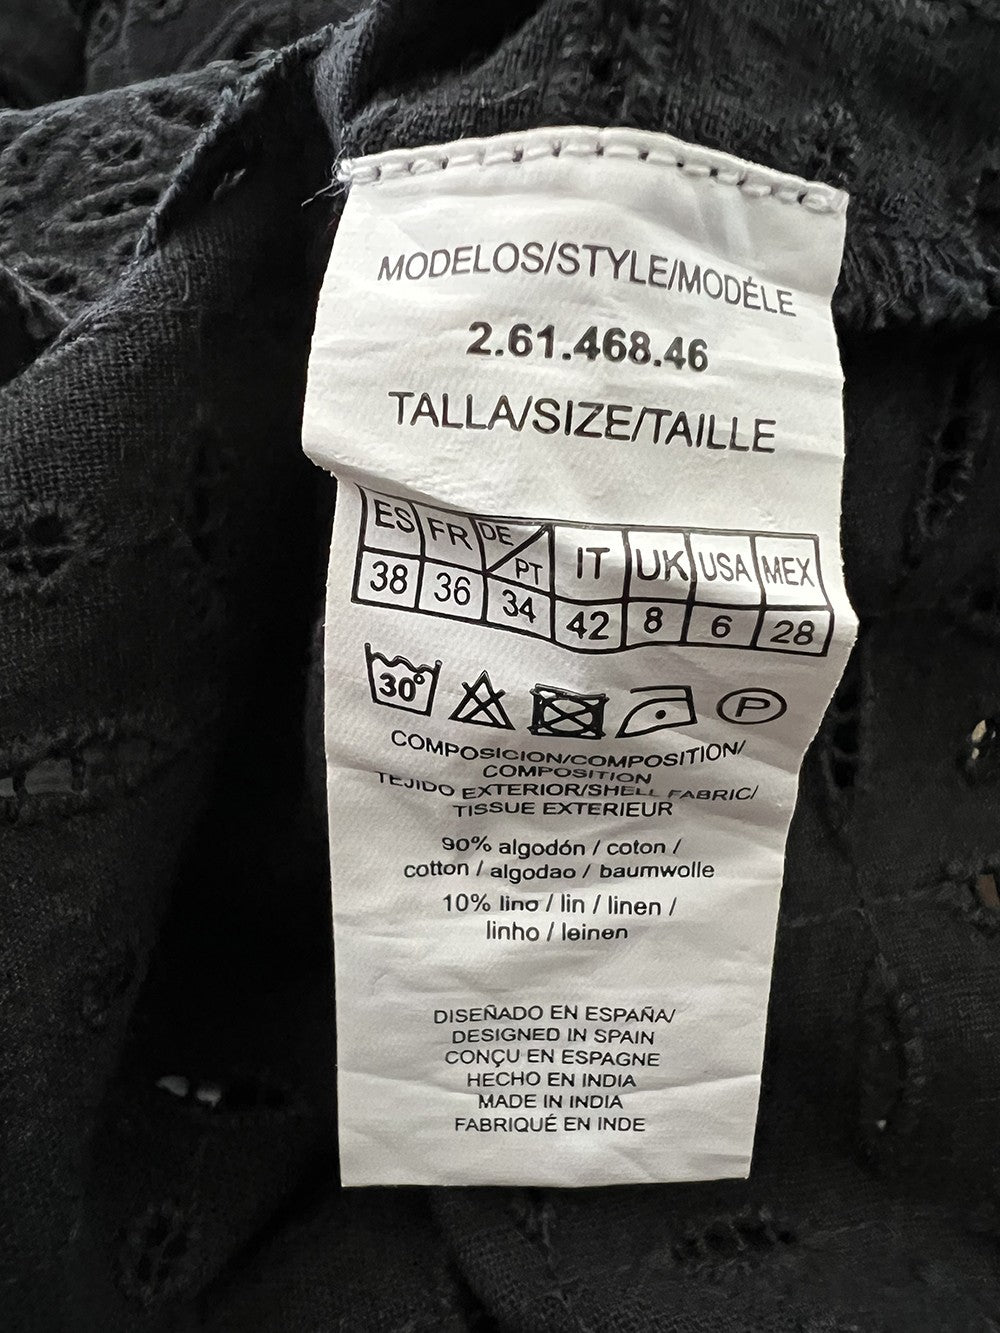 MODELOS/STYLE/MODÉLE
2.61.468.46
TALLA/SIZE/TAILLE
ES FR DE/PT IT UK USA MEX
38 36 34 42 8 6 28
30°
P
COMPOSICION/COMPOSITION/
COMPOSITION
TEJIDO EXTERIOR/SHELL FABRIC/
TISSUE EXTERIEUR
90% algodón / coton /
cotton / algodao / baumwolle
10% lino / lin / linen /
linho / leinen
DISEÑADO EN ESPAÑA/
DESIGNED IN SPAIN
CONÇU EN ESPAGNE
HECHO EN INDIA
MADE IN INDIA
FABRIQUÉ EN INDE